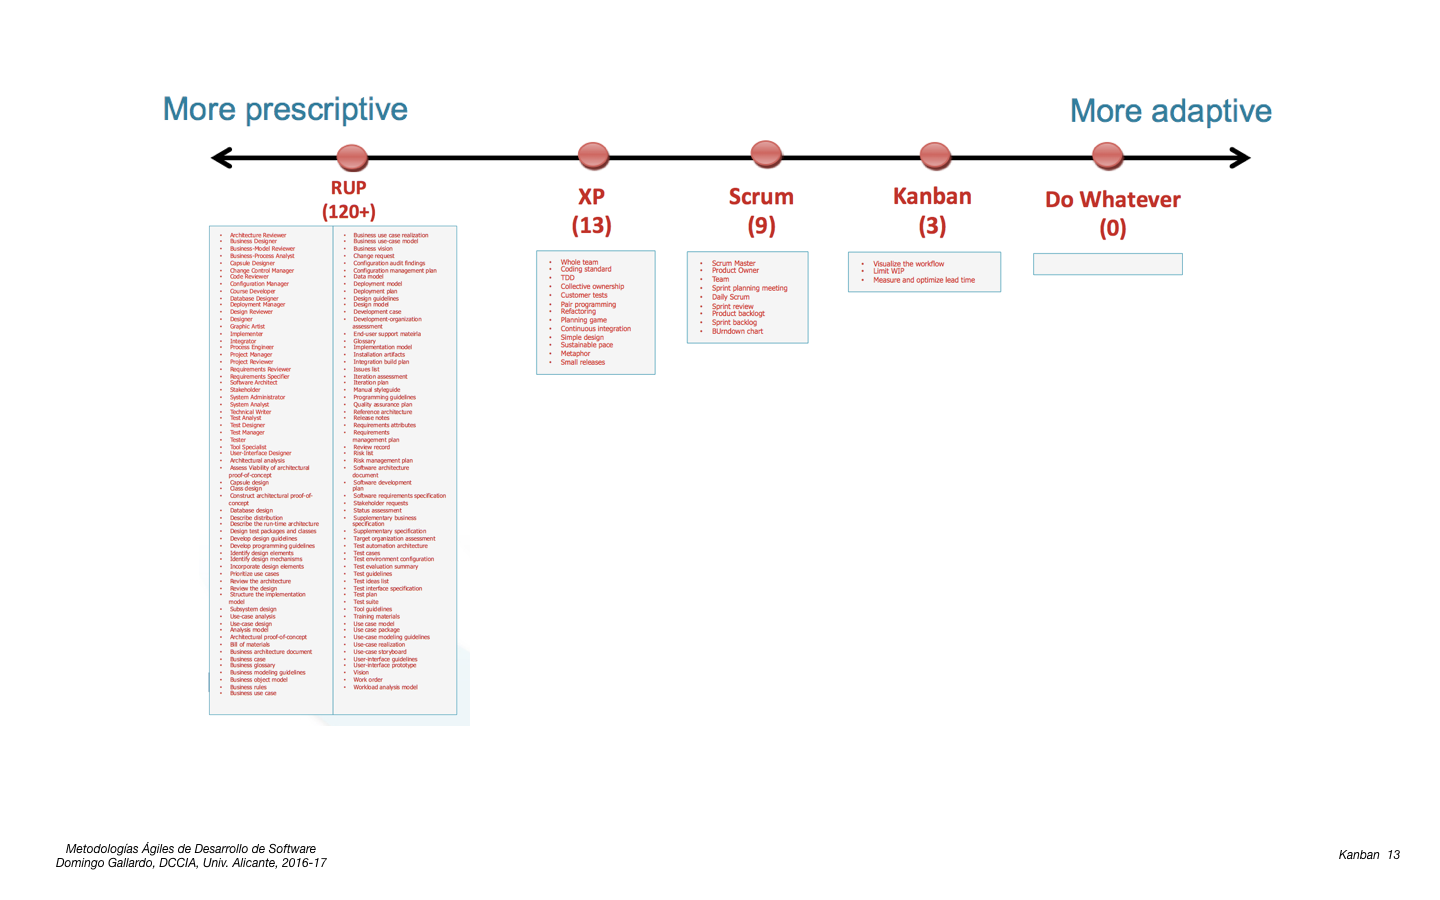 More prescriptive
More adaptive
RUP
(120+)
XP
(13)
Scrum
(9)
Kanban
(3)
Do Whatever
(0)
• Architecture Reviewer
• Business Designer
• Business-Model Reviewer
• Business-Process Analyst
• Capsule Designer
• Change Control Manager
• Code Reviewer
• Configuration Manager
• Course Developer
• Database Designer
• Deployment Manager
• Design Reviewer
• Designer
• Graphic Artist
• Implementer
• Integrator
• Process Engineer
• Project Manager
• Project Reviewer
• Requirements Reviewer
• Requirements Specifier
• Software Architect
• Stakeholder
• System Administrator
• System Analyst
• Technical Writer
• Test Analyst
• Test Designer
• Test Manager
• Tester
• Tool Specialist
• User-Interface Designer
• Architectural analysis
• Assess Viability of architectural
proof-of-concept
• Capsule design
• Class design
• Construct architectural proof-of-
concept
• Database design
• Describe distribution
• Describe the run-time architecture
• Design test packages and classes
• Develop design guidelines
• Develop programming guidelines
• Identify design elements
• Identify design mechanisms
• Incorporate design elements
• Prioritize use cases
• Review the architecture
• Review the design
• Structure the implementation
model
• Subsystem design
• Use-case analysis
• Use-case design
• Analysis model
• Architectural proof-of-concept
• Bill of materials
• Business architecture document
• Business case
• Business glossary
• Business modeling guidelines
• Business object model
• Business rules
• Business use case
• Business use case realization
• Business use-case model
• Business vision
• Change request
• Configuration audit findings
• Configuration management plan
• Data model
• Deployment model
• Deployment plan
• Design guidelines
• Design model
• Development case
• Development-organization
assessment
• End-user support mateirla
• Glossary
• Implementation model
• Installation artifacts
• Integration build plan
• Issues list
• Iteration assessment
• Iteration plan
• Manual styleguide
• Programming guidelines
• Quality assurance plan
• Reference architecture
• Release notes
• Requirements attributes
• Requirements
management plan
• Review record
• Risk list
• Risk management plan
• Software architecture
document
• Software development
plan
• Software requirements specification
• Stakeholder requests
• Status assessment
• Supplementary business
specification
• Supplementary specification
• Target organization assessment
• Test automation architecture
• Test cases
• Test environment configuration
• Test evaluation summary
• Test guidelines
• Test ideas list
• Test interface specification
• Test plan
• Test suite
• Tool guidelines
• Training materials
• Use case model
• Use case package
• Use-case modeling guidelines
• Use-case realization
• Use-case storyboard
• User-interface guidelines
• User-interface prototype
• Vision
• Work order
• Workload analysis model
• Whole team
• Coding standard
• TDD
• Collective ownership
• Customer tests
• Pair programming
• Refactoring
• Planning game
• Continuous integration
• Simple design
• Sustainable pace
• Metaphor
• Small releases
• Scrum Master
• Product Owner
• Team
• Sprint planning meeting
• Daily Scrum
• Sprint review
• Product backlogt
• Sprint backlog
• BUrndown chart
• Visualize the workflow
• Limit WIP
• Measure and optimize lead time
Metodologías Ágiles de Desarrollo de Software
Domingo Gallardo, DCCIA, Univ. Alicante, 2016-17
Kanban 13